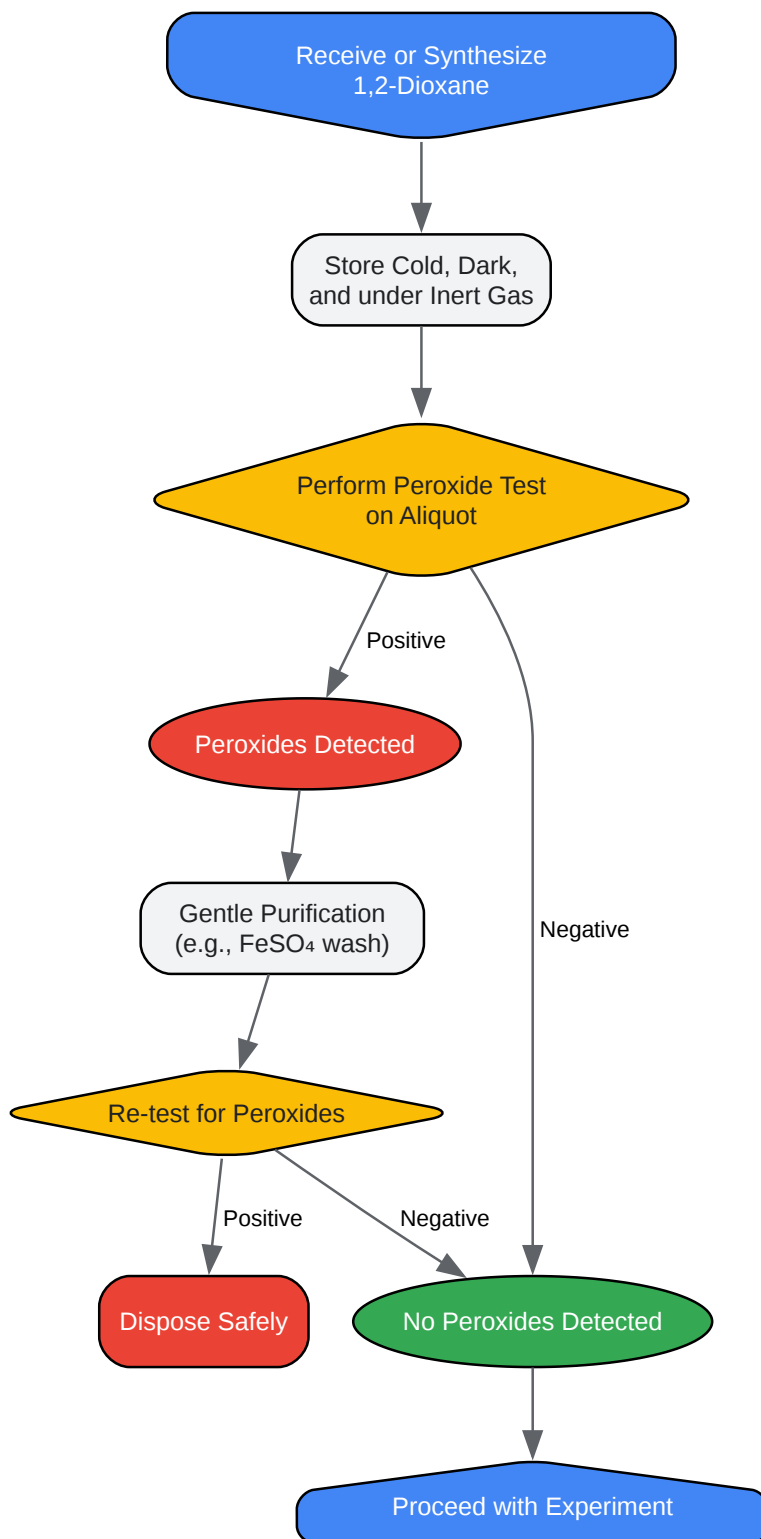 Receive or Synthesize
1,2-Dioxane
Store Cold, Dark,
and under Inert Gas
Perform Peroxide Test
on Aliquot
Positive
Peroxides Detected
Gentle Purification
(e.g., FeSO₄ wash)
Negative
Re-test for Peroxides
Positive
Negative
Dispose Safely
No Peroxides Detected
Proceed with Experiment